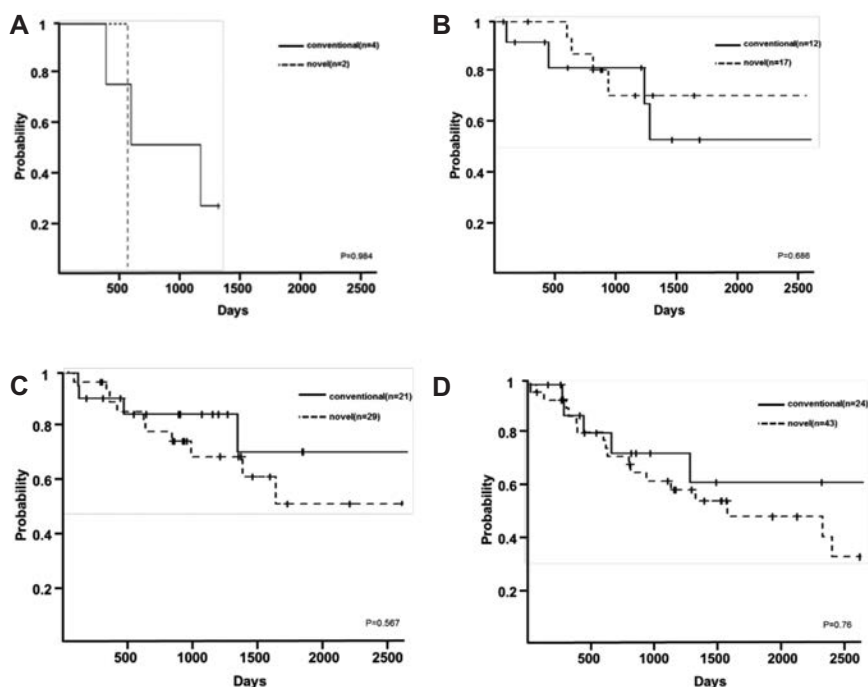 A
Probability
1
0.8
0.6
0.4
0.2
conventional(n=4)
novel(n=2)
P=0.984
500 1000 1500 2000 2500
Days
B
Probability
1
0.8
0.6
0.4
0.2
conventional(n=12)
novel(n=17)
P=0.686
500 1000 1500 2000 2500
Days
C
Probability
1
0.8
0.6
0.4
0.2
conventional(n=21)
novel(n=29)
P=0.567
500 1000 1500 2000 2500
Days
D
Probability
1
0.8
0.6
0.4
0.2
conventional(n=24)
novel(n=43)
P=0.76
500 1000 1500 2000 2500
Days